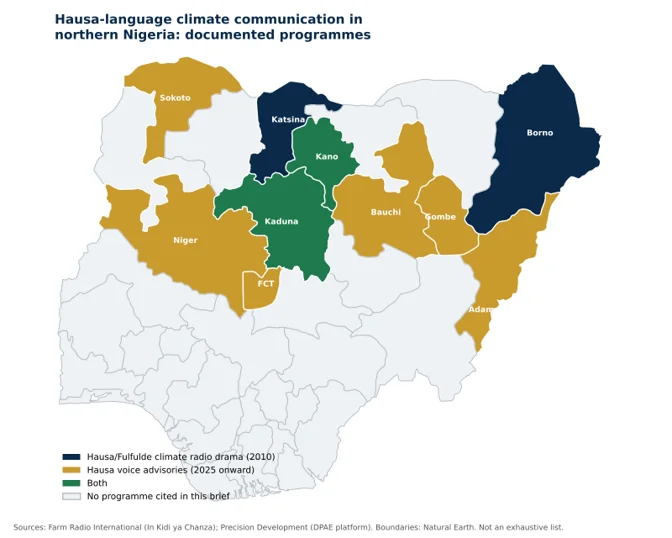 Hausa-language climate communication in
northern Nigeria: documented programmes
Sokoto
Katsina
Borno
Kano
Bauchi
Gombe
Kaduna
Niger
FCT
Adam
Hausa/Fulfulde climate radio drama (2010)
Hausa voice advisories (2025 onward)
Both
No programme cited in this brief
Sources: Farm Radio International (In Kidi ya Chanza); Precision Development (DPAE platform). Boundaries: Natural Earth. Not an exhaustive list.